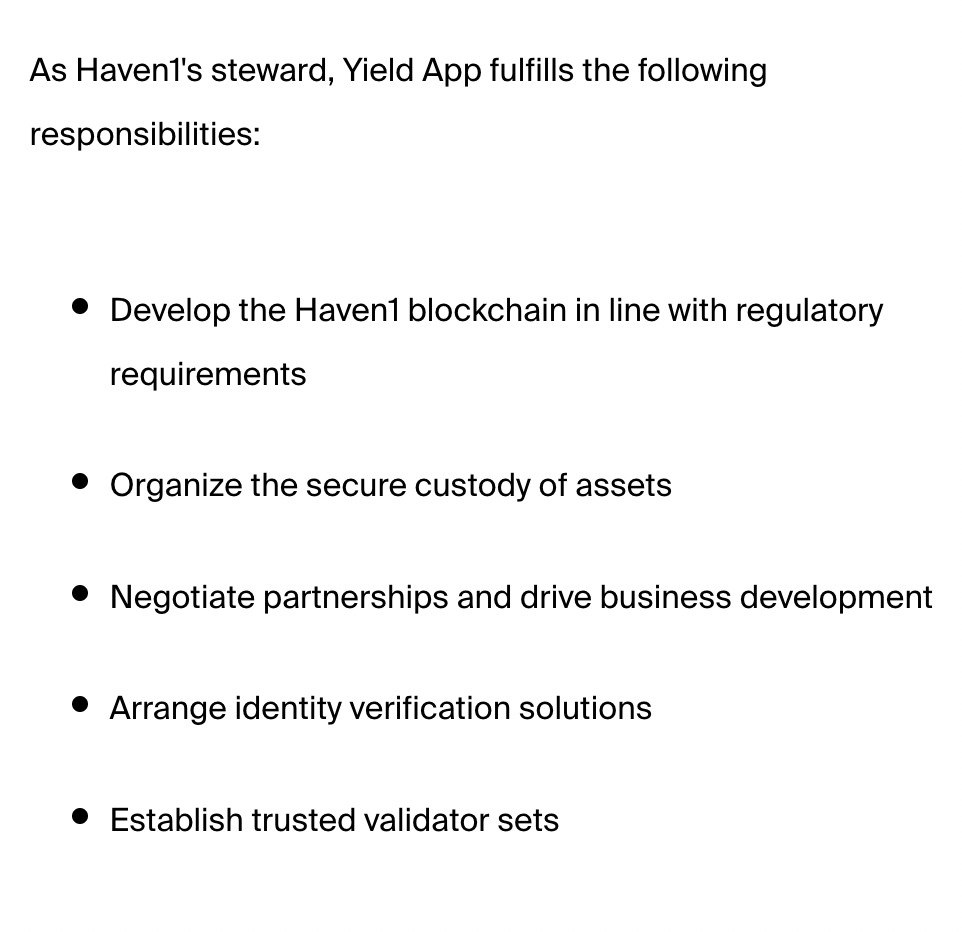 As Haven1's steward, Yield App fulfills the following
responsibilities:
• Develop the Haven1 blockchain in line with regulatory
requirements
• Organize the secure custody of assets
• Negotiate partnerships and drive business development
• Arrange identity verification solutions
• Establish trusted validator sets